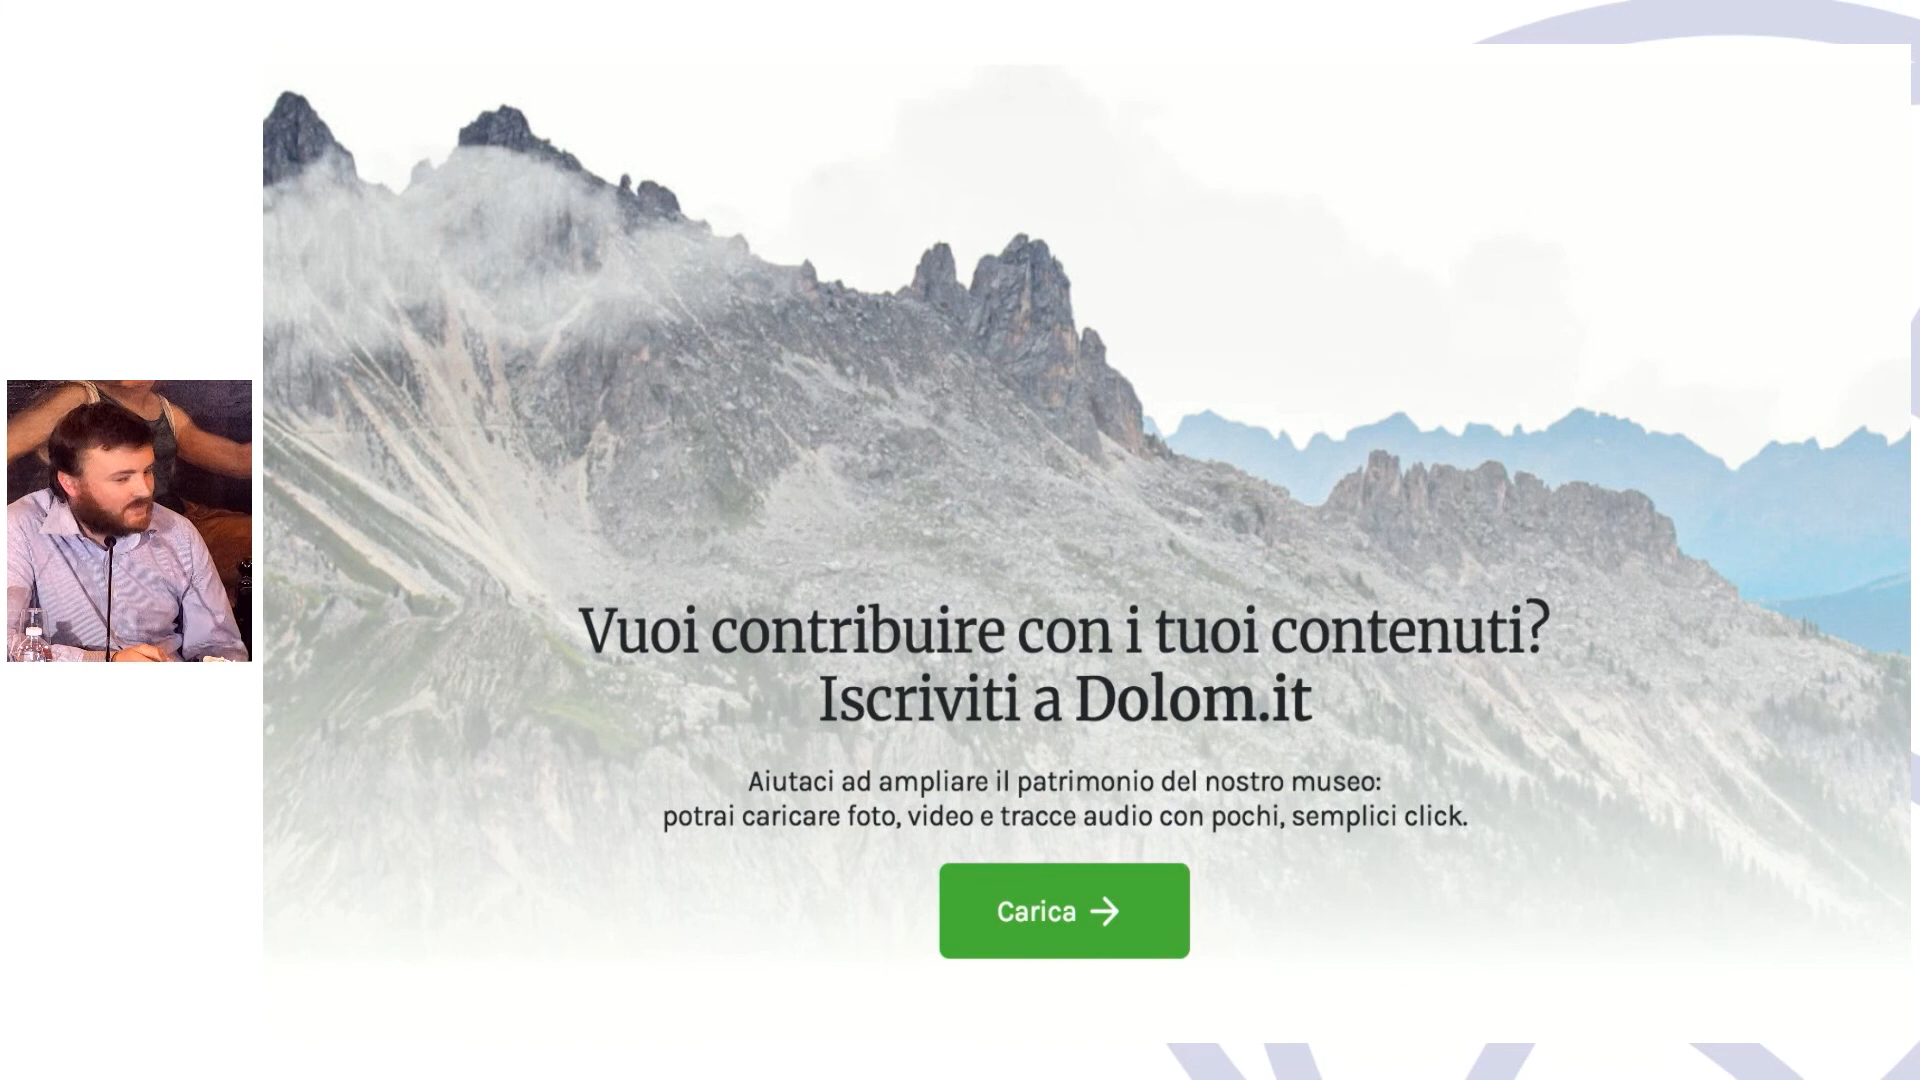 Vuoi contribuire con i tuoi contenuti?
Iscriviti a Dolom.it
Aiutaci ad ampliare il patrimonio del nostro museo:
potrai caricare foto, video e tracce audio con pochi, semplici click.
Carica →